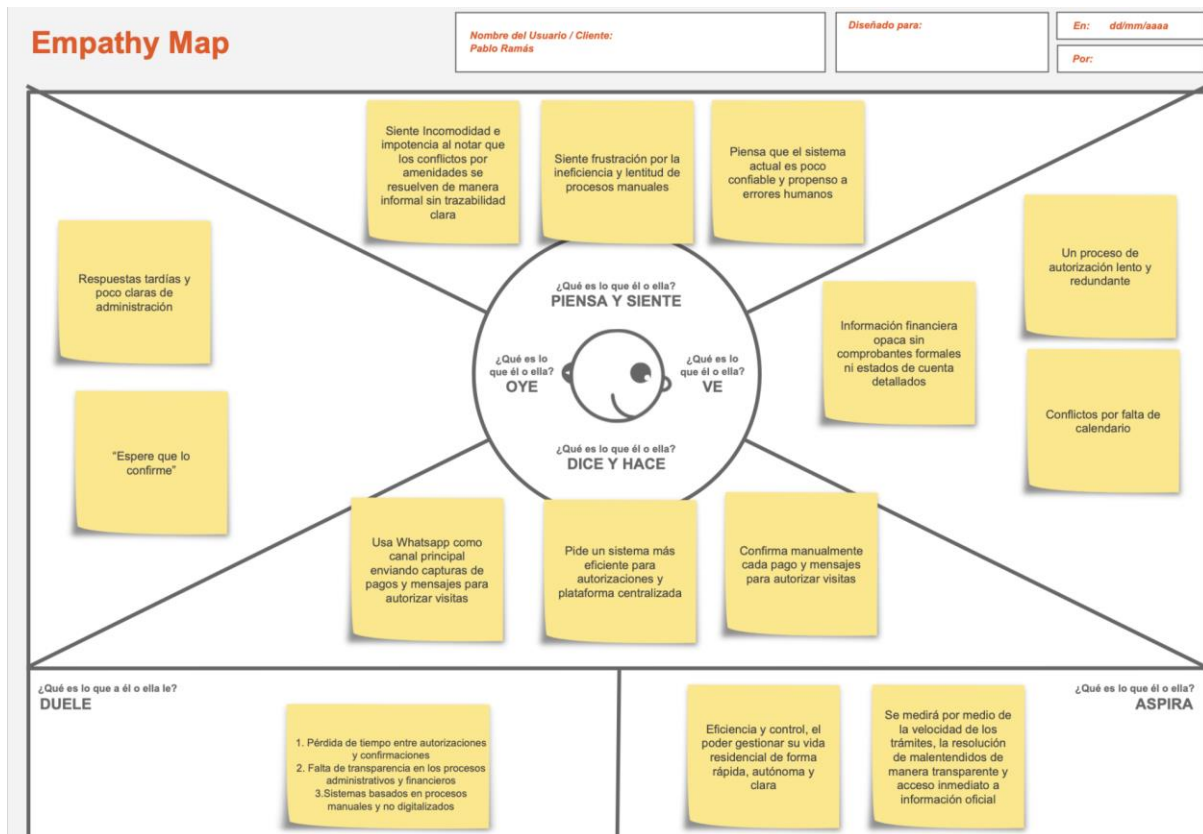 Empathy Map
Nombre del Usuario / Cliente:
Pablo Ramás
Diseñado para:
En: dd/mm/aaaa
Por:
Siente Incomodidad e
impotencia al notar que
los conflictos por
amenidades se
resuelven de manera
informal sin trazabilidad
clara
Siente frustración por la
ineficiencia y lentitud de
procesos manuales
Piensa que el sistema
actual es poco
confiable y propenso a
errores humanos
Respuestas tardías y
poco claras de
administración
"Espere que lo
confirme"
¿Qué es lo que él o ella?
PIENSA Y SIENTE
¿Qué es lo
que él o ella?
OYE
¿Qué es lo
que él o ella?
VE
¿Qué es lo que él o ella?
DICE Y HACE
Información financiera
opaca sin
comprobantes formales
ni estados de cuenta
detallados
Un proceso de
autorización lento y
redundante
Conflictos por falta de
calendario
Usa Whatsapp como
canal principal
enviando capturas de
pagos y mensajes para
autorizar visitas
Pide un sistema más
eficiente para
autorizaciones y
plataforma centralizada
Confirma manualmente
cada pago y mensajes
para autorizar visitas
¿Qué es lo que a él o ella le?
DUELE
1. Pérdida de tiempo entre autorizaciones
y confirmaciones
2. Falta de transparencia en los procesos
administrativos y financieros
3.Sistemas basados en procesos
manuales y no digitalizados
¿Qué es lo que él o ella?
ASPIRA
Eficiencia y control, el
poder gestionar su vida
residencial de forma
rápida, autónoma y
clara
Se medirá por medio de
la velocidad de los
trámites, la resolución
de malentendidos de
manera transparente y
acceso inmediato a
información oficial